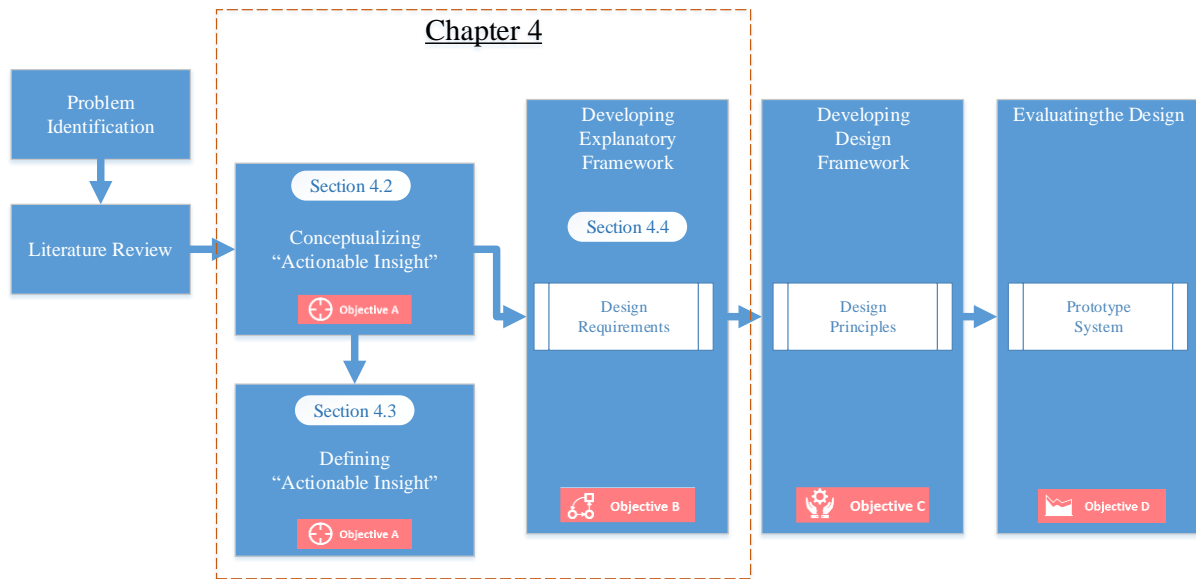 Chapter 4
Problem
Identification
Literature Review
Section 4.2
Conceptualizing
“Actionable Insight”
Objective A
Section 4.3
Defining
“Actionable Insight”
Objective A
Developing
Explanatory
Framework
Section 4.4
Design
Requirements
Objective B
Developing
Design
Framework
Design
Principles
Objective C
Evaluatingthe Design
Prototype
System
Objective D